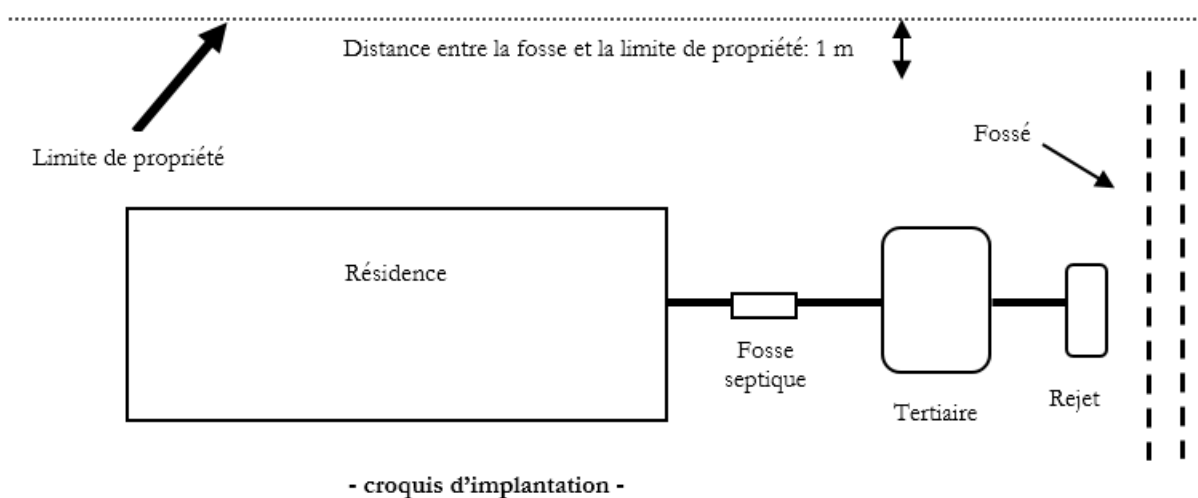 Distance entre la fosse et la limite de propriété: 1 m
Limite de propriété
Fossé
Résidence
Fosse
septique
Tertiaire
Rejet
- croquis d’implantation -